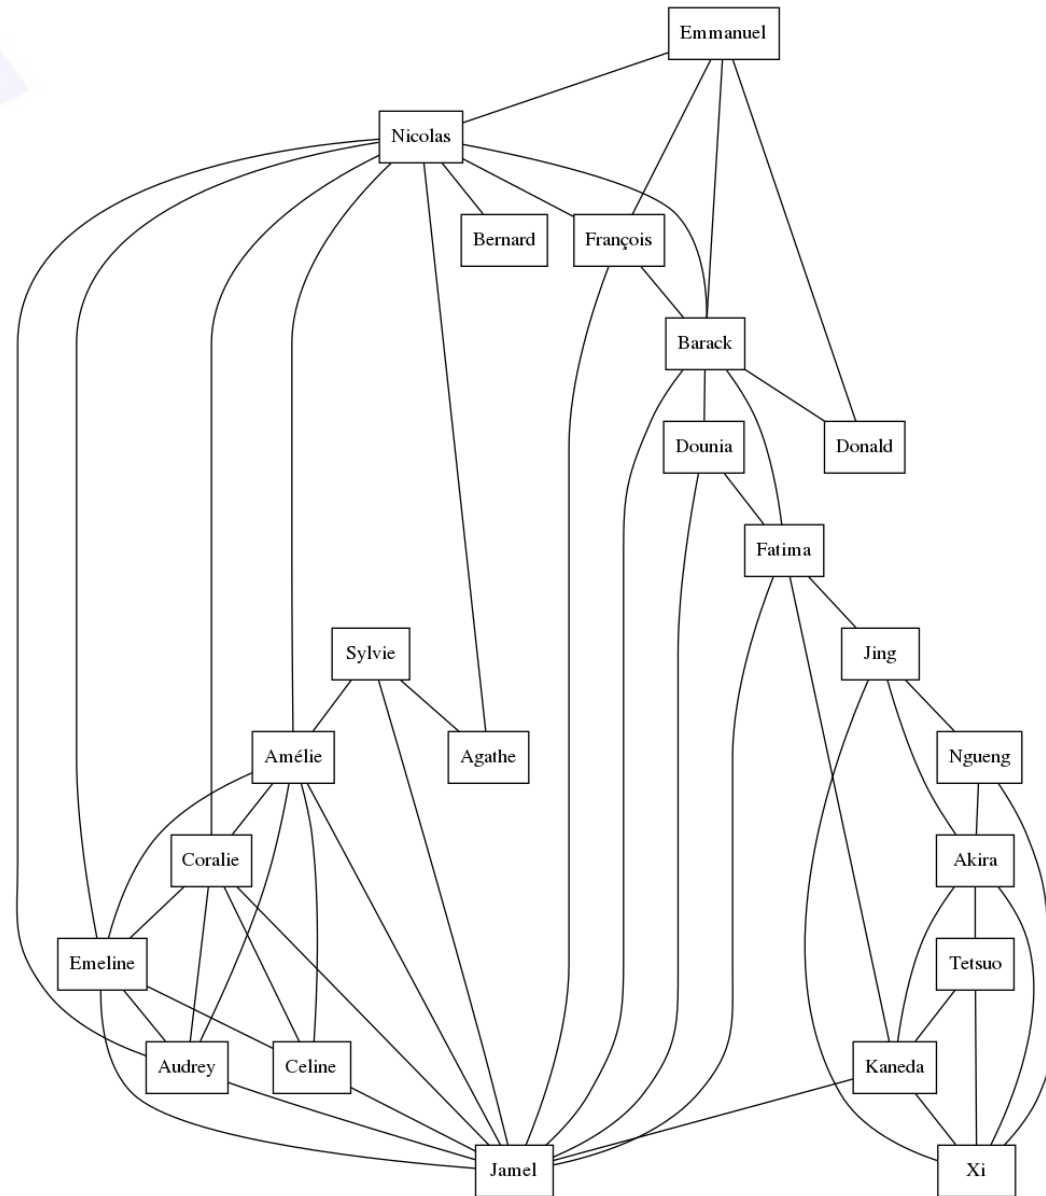 Emmanuel
Nicolas
Bernard
François
Barack
Dounia
Donald
Fatima
Sylvie
Jing
Amélie
Agathe
Ngueng
Coralie
Akira
Emeline
Tetsuo
Audrey
Celine
Kaneda
Jamel
Xi